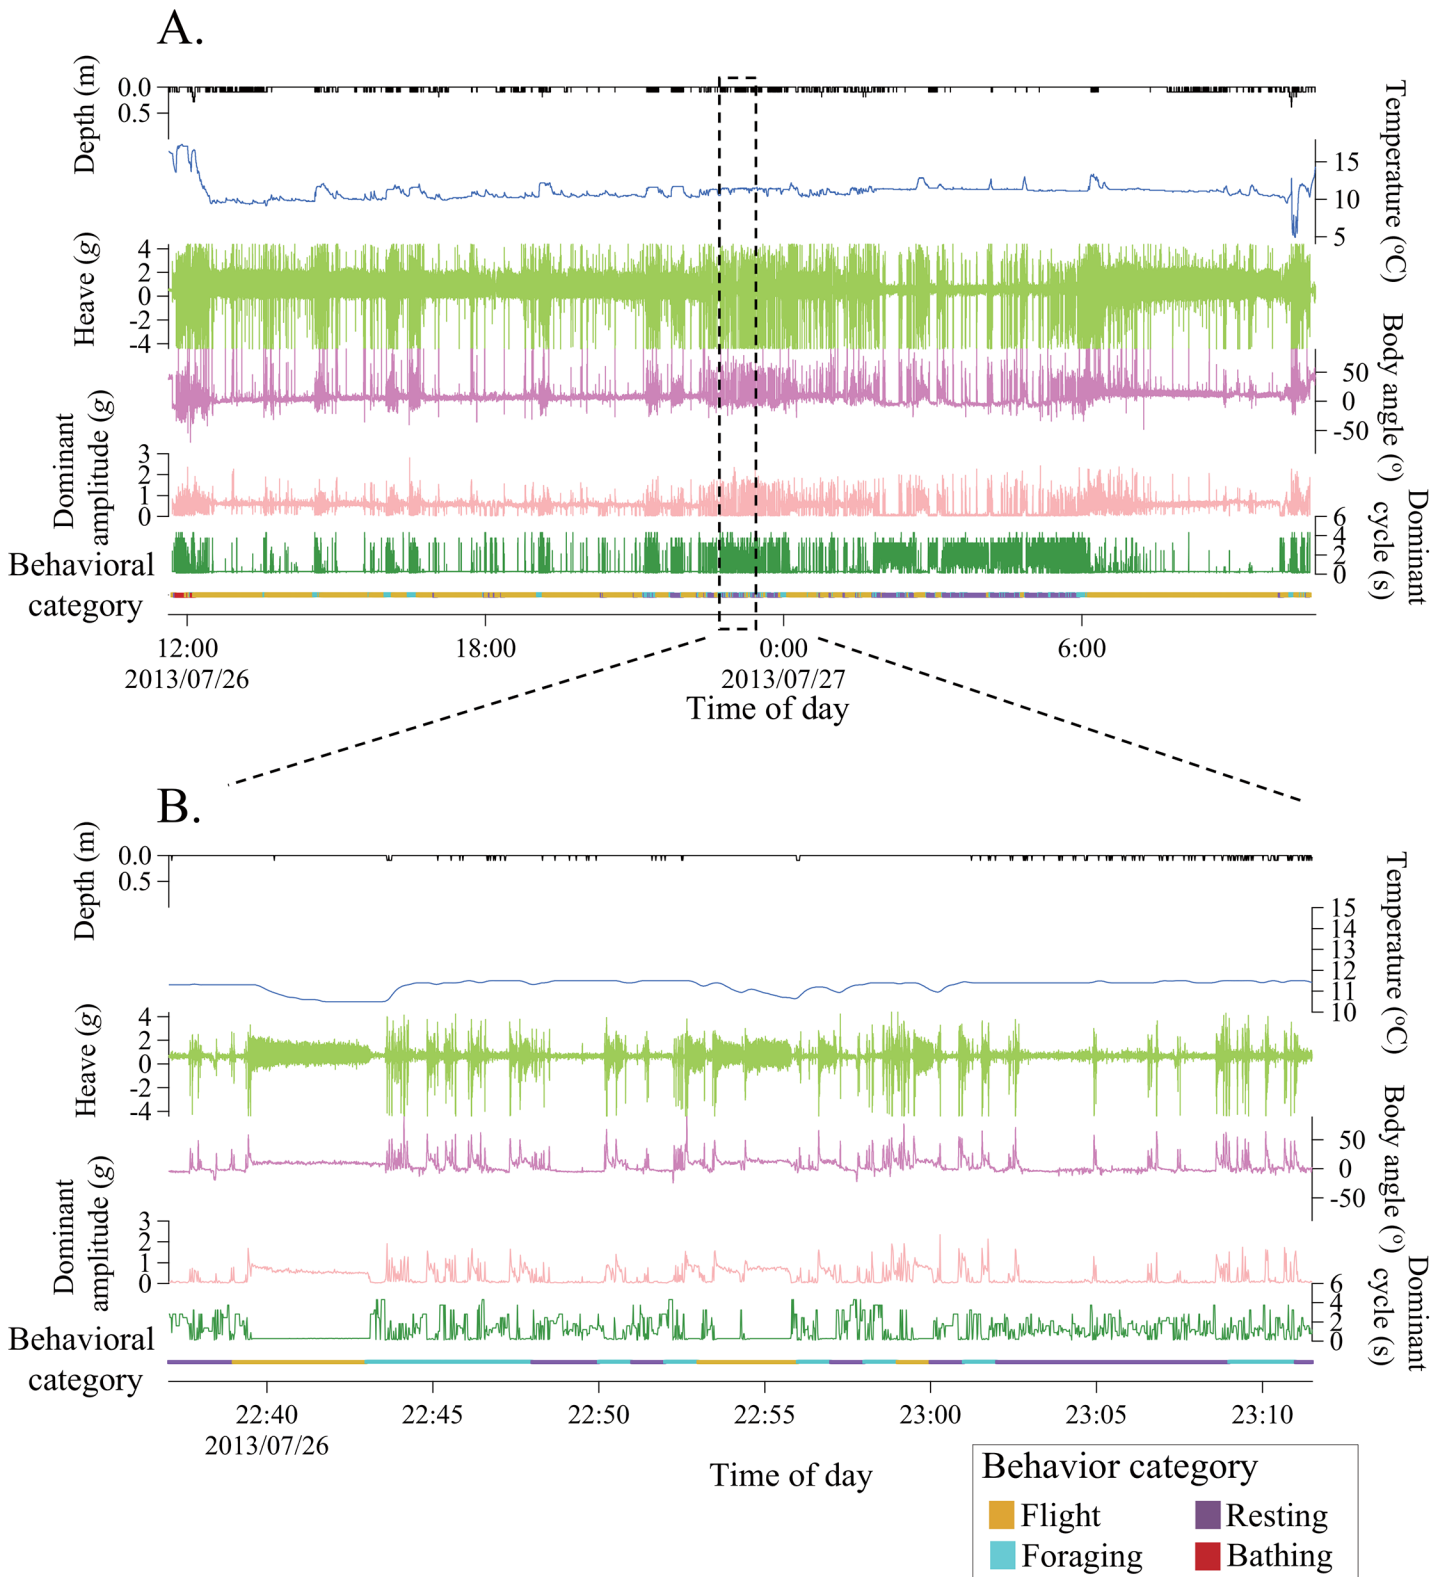 A.
Depth (m)
0.0
0.5
Temperature (ºC)
15
10
5
Heave (g)
4
2
0
-2
-4
Body angle (º)
50
0
-50
Dominant
amplitude (g)
3
2
1
0
Dominant
cycle (s)
6
4
2
0
Behavioral
category
12:00
18:00
0:00
6:00
2013/07/26
2013/07/27
Time of day
B.
Depth (m)
0.0
0.5
Temperature (ºC)
15
14
13
12
11
10
Heave (g)
4
2
0
-2
-4
Body angle (º)
50
0
-50
Dominant
amplitude (g)
3
2
1
0
Dominant
cycle (s)
6
4
2
0
Behavioral
category
22:40
22:45
22:50
22:55
23:00
23:05
23:10
2013/07/26
Time of day
Behavior category
Flight
Resting
Foraging
Bathing